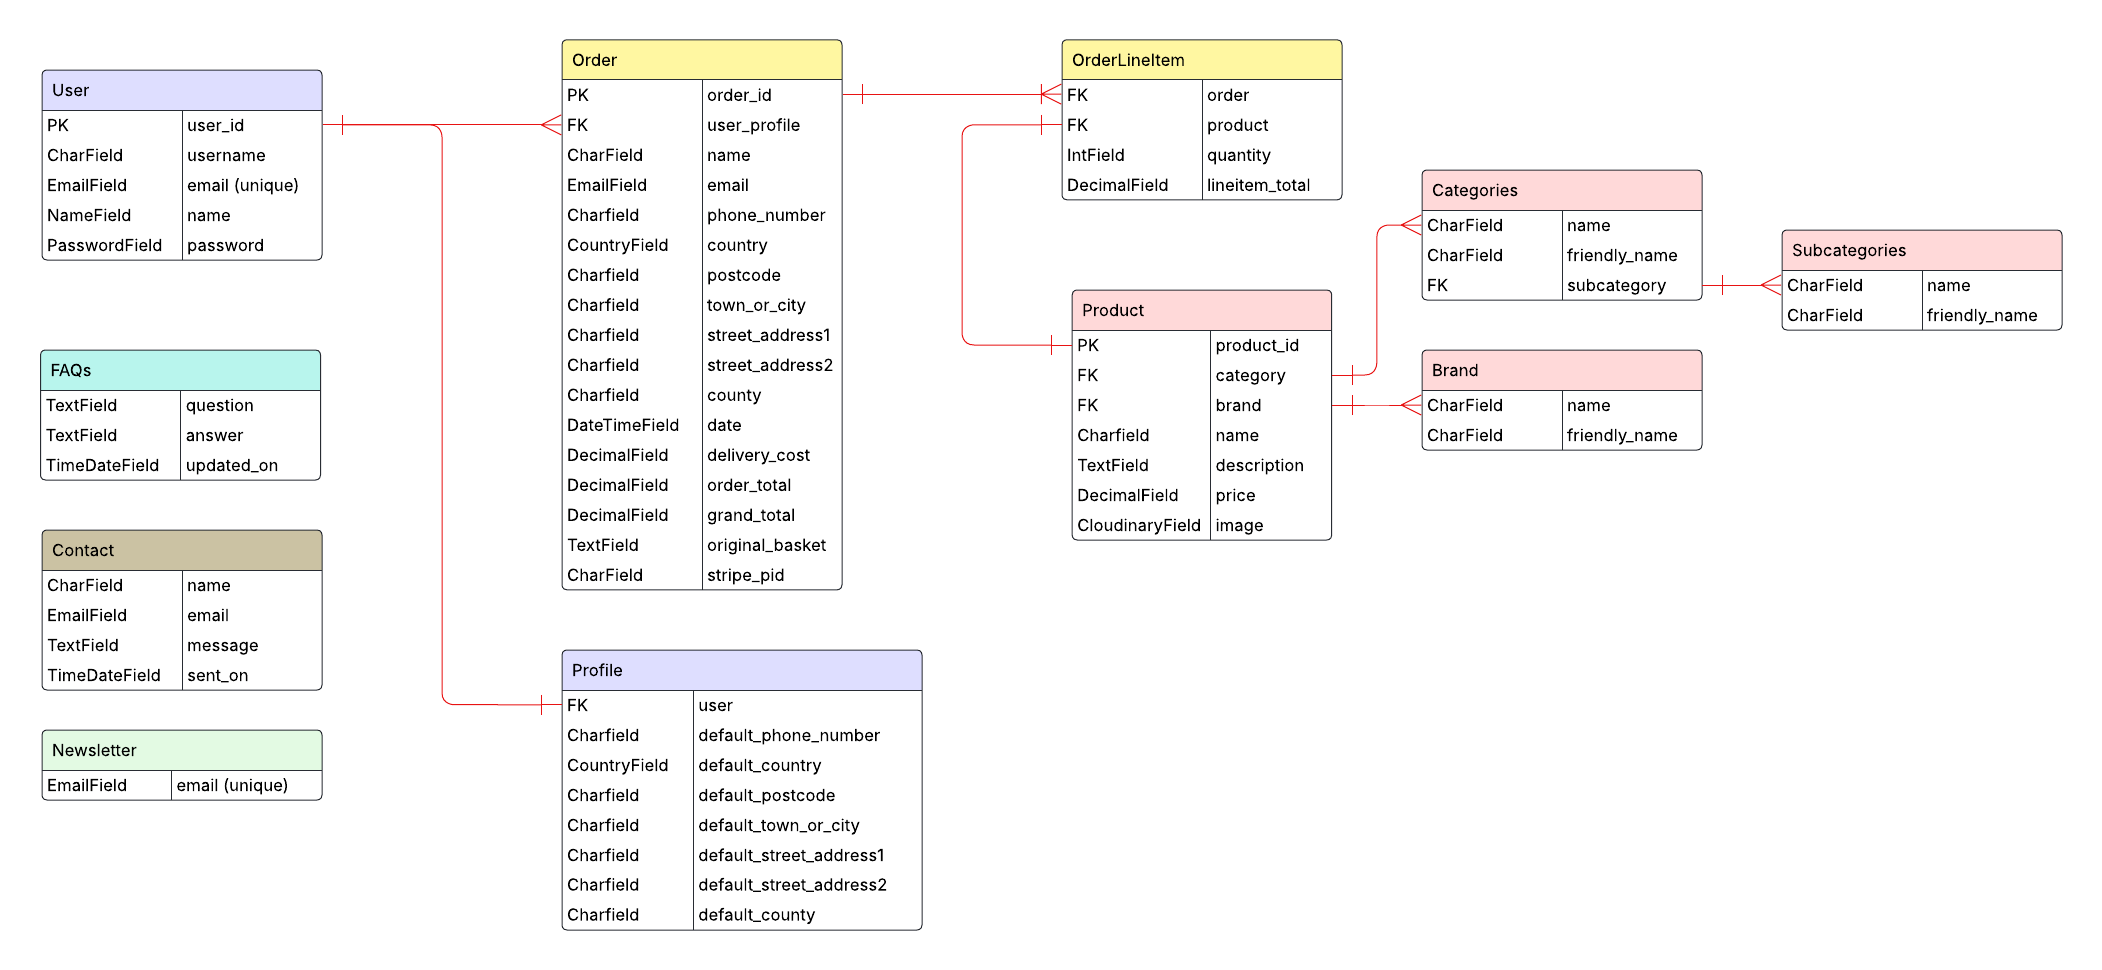 User
PK user_id
CharField username
EmailField email (unique)
NameField name
PasswordField password
FAQs
TextField question
TextField answer
TimeDateField updated_on
Contact
CharField name
EmailField email
TextField message
TimeDateField sent_on
Newsletter
EmailField email (unique)
Order
PK order_id
FK user_profile
CharField name
EmailField email
Charfield phone_number
CountryField country
Charfield postcode
Charfield town_or_city
Charfield street_address1
Charfield street_address2
Charfield county
DateTimeField date
DecimalField delivery_cost
DecimalField order_total
DecimalField grand_total
TextField original_basket
CharField stripe_pid
Profile
FK user
Charfield default_phone_number
CountryField default_country
Charfield default_postcode
Charfield default_town_or_city
Charfield default_street_address1
Charfield default_street_address2
Charfield default_county
OrderLineItem
FK order
FK product
IntField quantity
DecimalField lineitem_total
Product
PK product_id
FK category
FK brand
Charfield name
TextField description
DecimalField price
CloudinaryField image
Categories
CharField name
CharField friendly_name
FK subcategory
Brand
CharField name
CharField friendly_name
Subcategories
CharField name
CharField friendly_name